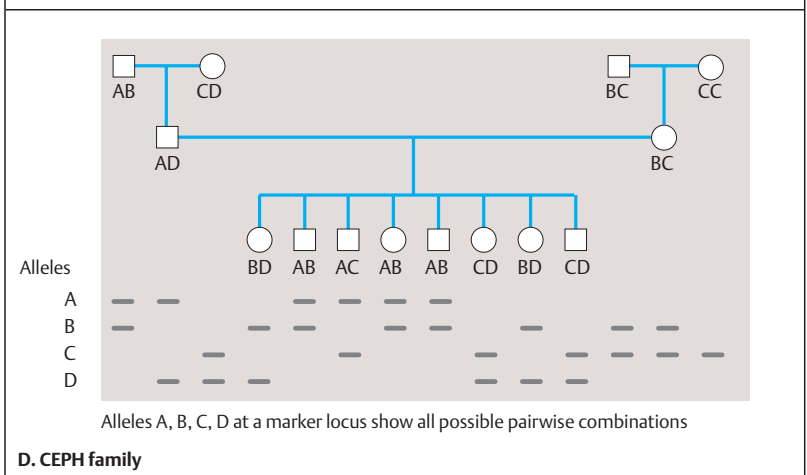 AB CD BC CC
AD BC
BD AB AC AB AB CD BD CD
Alleles
A
B
C
D
Alleles A, B, C, D at a marker locus show all possible pairwise combinations
D. CEPH family